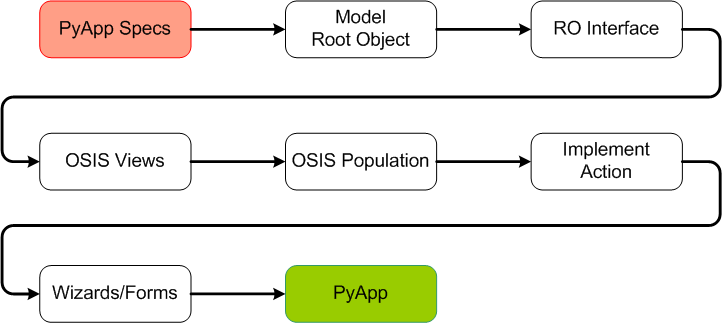 PyApp Specs
Model
Root Object
RO Interface
OSIS Views
OSIS Population
Implement
Action
Wizards/Forms
PyApp